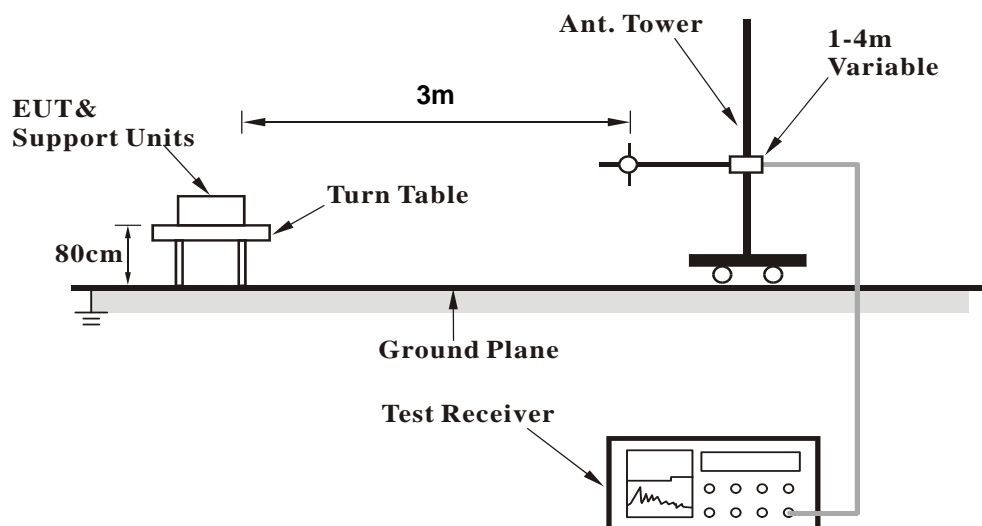 Ant. Tower
1-4m
Variable
3m
EUT&
Support Units
Turn Table
80cm
Ground Plane
Test Receiver